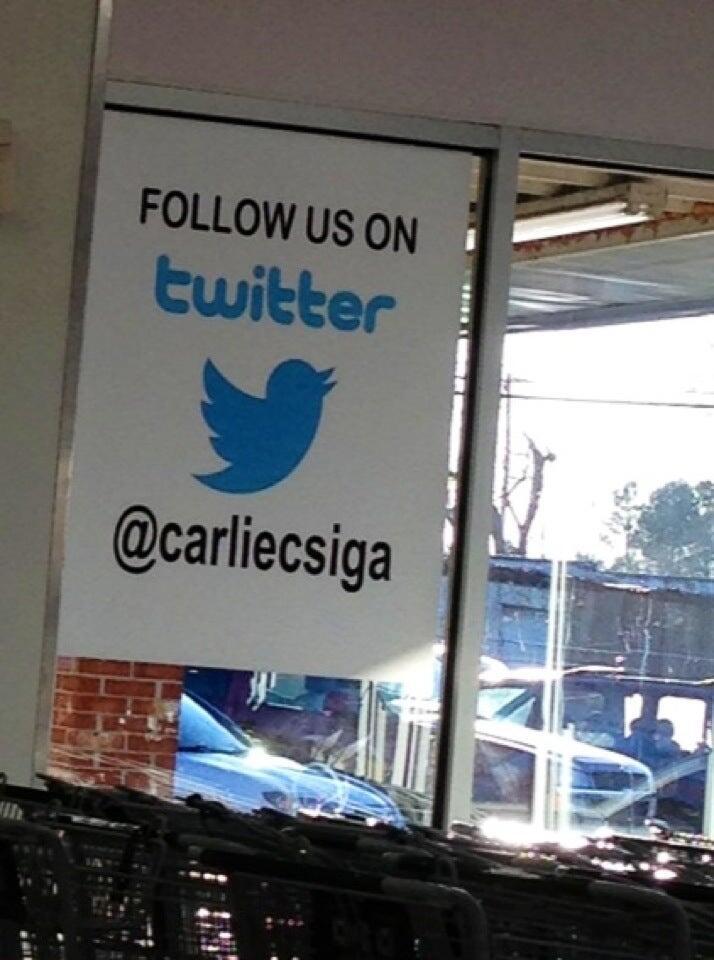 FOLLOW US ON
twitter
@carliecsiga